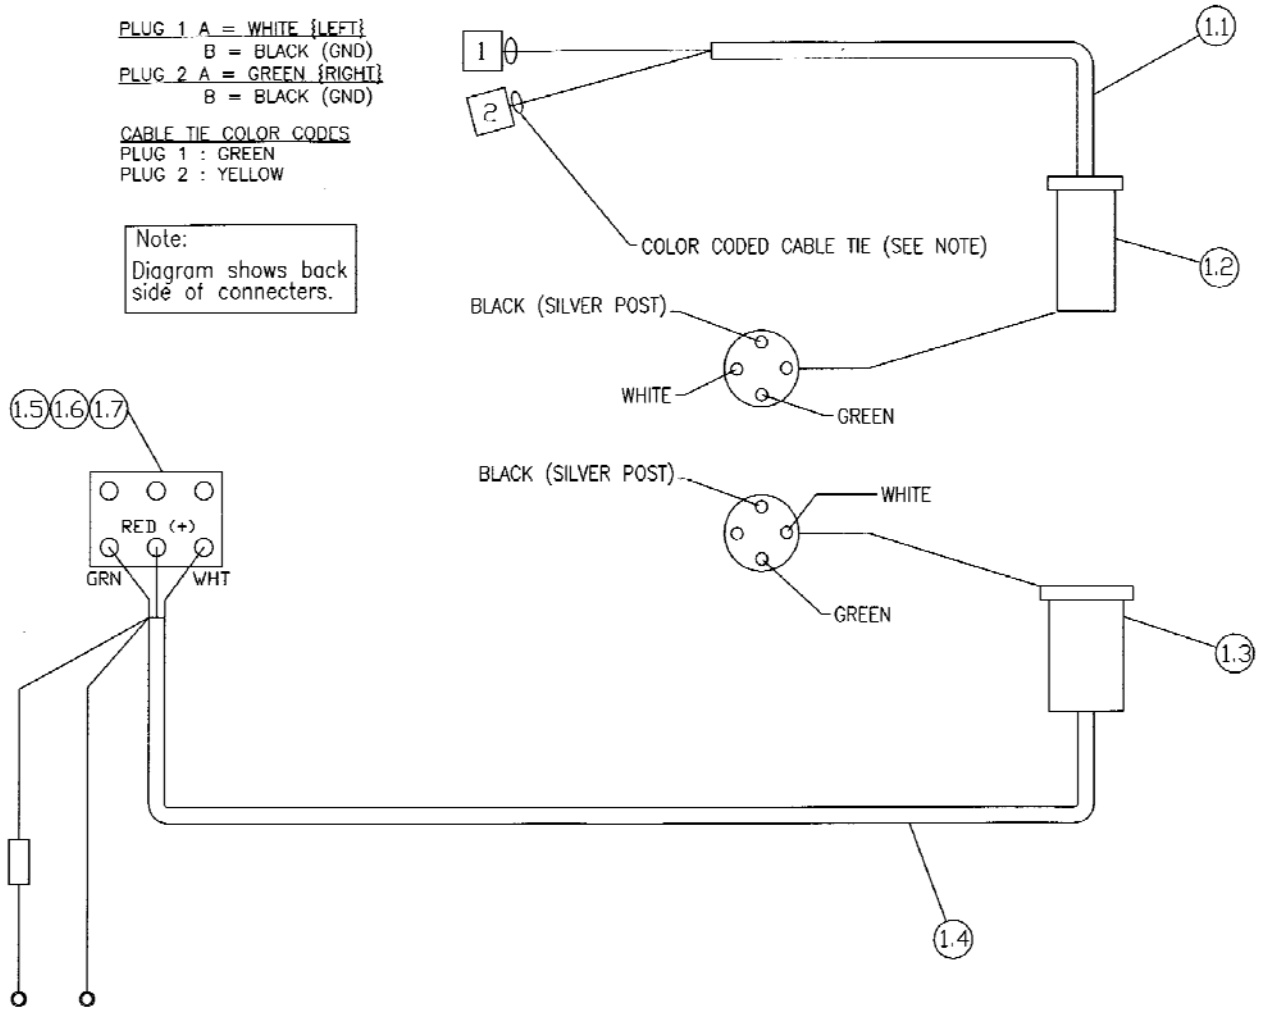 PLUG 1 A = WHITE {LEFT}
B = BLACK (GND)
PLUG 2 A = GREEN {RIGHT}
B = BLACK (GND)
CABLE TIE COLOR CODES
PLUG 1 : GREEN
PLUG 2 : YELLOW
Note:
Diagram shows back
side of connecters.
1
2
1.1
1.2
COLOR CODED CABLE TIE (SEE NOTE)
BLACK (SILVER POST)
WHITE
GREEN
1.5 1.6 1.7
RED (+)
GRN WHT
BLACK (SILVER POST)
WHITE
GREEN
1.3
1.4